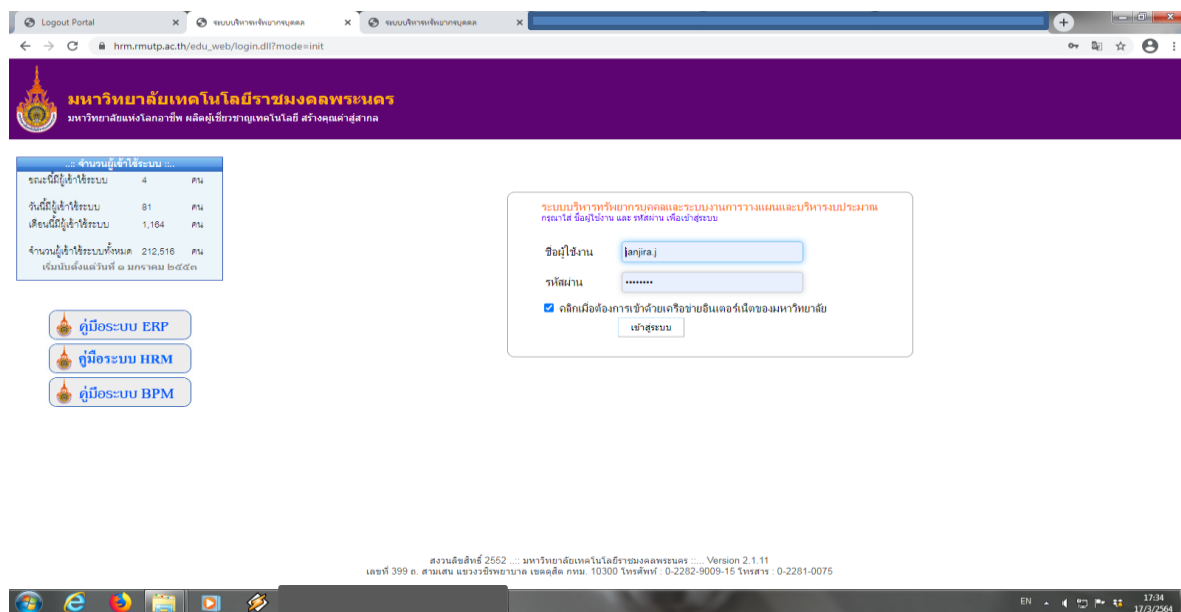 Logout Portal
ระบบบริหารทรัพยากรบุคคล
ระบบบริหารทรัพยากรบุคคล
hrm.rmutp.ac.th/edu_web/login.dll?mode=init
มหาวิทยาลัยเทคโนโลยีราชมงคลพระนคร
มหาวิทยาลัยแห่งโลกอาชีพ ผลิตผู้เชี่ยวชาญเทคโนโลยี สร้างคุณค่าสู่สากล
..:: จำนวนผู้เข้าใช้ระบบ ::..
ขณะนี้มีผู้เข้าใช้ระบบ 4 คน
วันนี้มีผู้เข้าใช้ระบบ 81 คน
เดือนนี้มีผู้เข้าใช้ระบบ 1,164 คน
จำนวนผู้เข้าใช้ระบบทั้งหมด 212,516 คน
เริ่มนับตั้งแต่วันที่ ๑ มกราคม ๒๕๕๓
ระบบบริหารทรัพยากรบุคคลและระบบงานการวางแผนและบริหารงบประมาณ
กรุณาใส่ ชื่อผู้ใช้งาน และ รหัสผ่าน เพื่อเข้าสู่ระบบ
ชื่อผู้ใช้งาน janjira.j
รหัสผ่าน ••••••••
คลิกเมื่อต้องการเข้าด้วยเครือข่ายอินเตอร์เน็ตของมหาวิทยาลัย
เข้าสู่ระบบ
คู่มือระบบ ERP
คู่มือระบบ HRM
คู่มือระบบ BPM
สงวนลิขสิทธิ์ 2552 ..:: มหาวิทยาลัยเทคโนโลยีราชมงคลพระนคร ::.. Version 2.1.11
เลขที่ 399 ถ. สามเสน แขวงวชิรพยาบาล เขตดุสิต กทม. 10300 โทรศัพท์ : 0-2282-9009-15 โทรสาร : 0-2281-0075
EN
17:34
17/3/2564